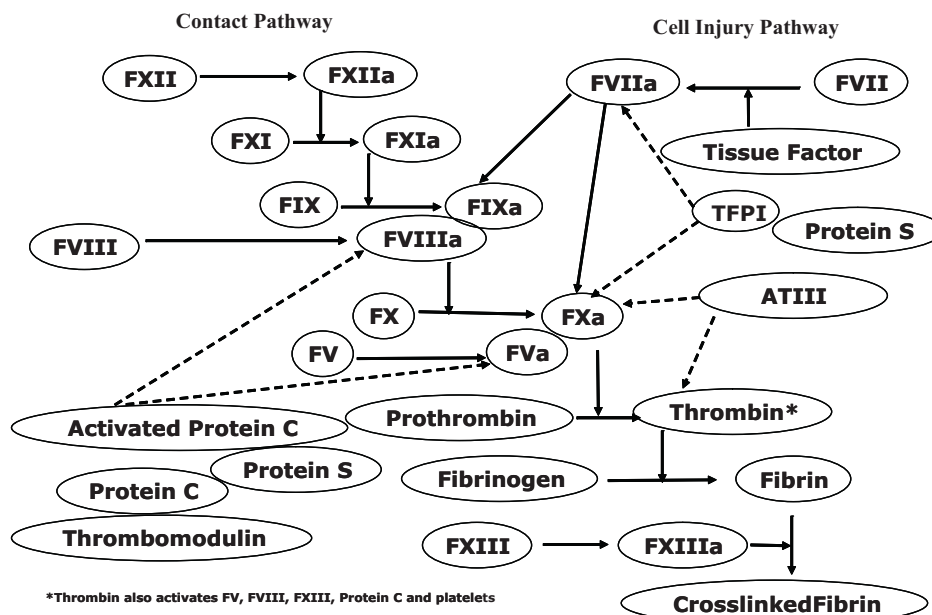 Contact Pathway
Cell Injury Pathway
FXII
FXIIa
FVIIa
FVII
FXI
FXIa
Tissue Factor
FIX
FIXa
TFPI
Protein S
FVIII
FVIIIa
ATIII
FX
FXa
FV
FVa
Activated Protein C
Prothrombin
Thrombin*
Protein S
Protein C
Fibrinogen
Fibrin
Thrombomodulin
FXIII
FXIIIa
CrosslinkedFibrin
*Thrombin also activates FV, FVIII, FXIII, Protein C and platelets